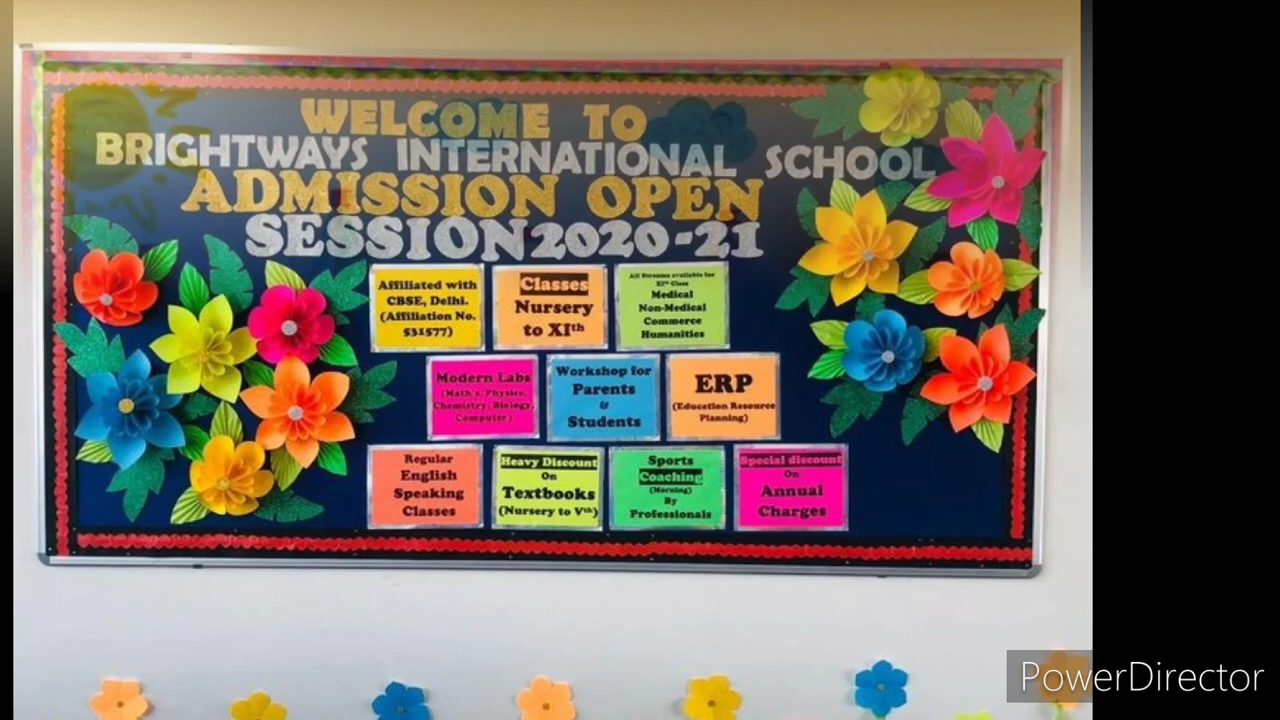 WELCOME TO
BRIGHTWAYS INTERNATIONAL SCHOOL
ADMISSION OPEN
SESSION 2020-21
Affiliated with
CBSE, Delhi.
(Affiliation No.
531577)
Classes
Nursery
to XIth
All Streams available for
XIth Class
Medical
Non-Medical
Commerce
Humanities
Modern Labs
(Math's, Physics,
Chemistry, Biology,
Computer)
Workshop for
Parents
&
Students
ERP
(Education Resource
Planning)
Regular
English
Speaking
Classes
Heavy Discount
On
Textbooks
(Nursery to Vth)
Sports
Coaching
(Morning)
By
Professionals
Special discount
On
Annual
Charges
PowerDirector